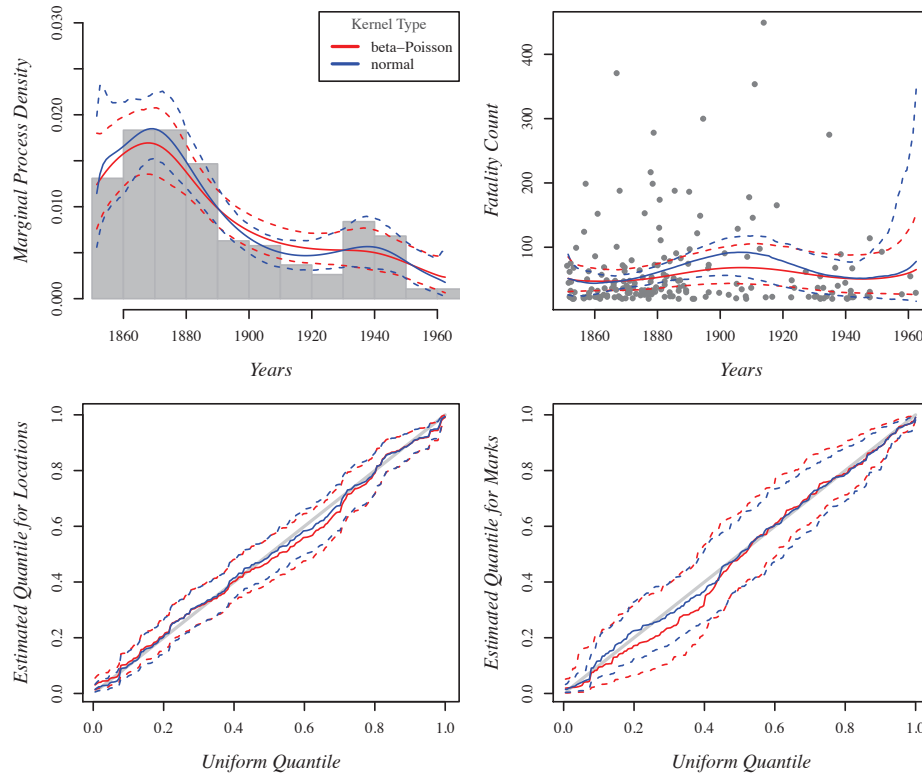 Kernel Type
beta–Poisson
normal
Marginal Process Density
0.000 0.010 0.020 0.030
1860 1880 1900 1920 1940 1960
Years
Fatality Count
100 200 300 400
1860 1880 1900 1920 1940 1960
Years
Estimated Quantile for Locations
0.0 0.2 0.4 0.6 0.8 1.0
0.0 0.2 0.4 0.6 0.8 1.0
Uniform Quantile
Estimated Quantile for Marks
0.0 0.2 0.4 0.6 0.8 1.0
0.0 0.2 0.4 0.6 0.8 1.0
Uniform Quantile